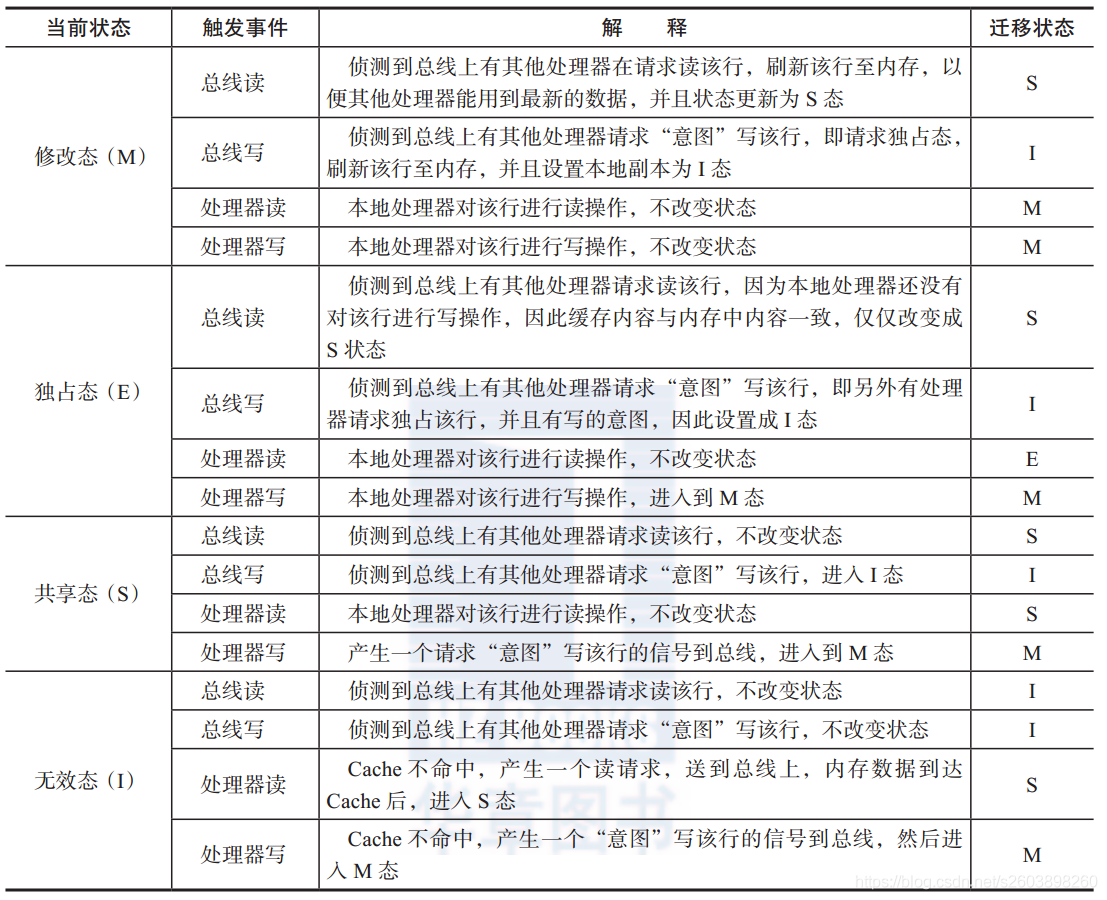 当前状态 触发事件 解 释 迁移状态
修改态（M）
总线读
侦测到总线上有其他处理器在请求读该行，刷新该行至内存，以
便其他处理器能用到最新的数据，并且状态更新为 S 态
S
总线写
侦测到总线上有其他处理器请求“意图”写该行，即请求独占态，
刷新该行至内存，并且设置本地副本为 I 态
I
处理器读 本地处理器对该行进行读操作，不改变状态 M
处理器写 本地处理器对该行进行写操作，不改变状态 M
独占态（E）
总线读
侦测到总线上有其他处理器请求读该行，因为本地处理器还没有
对该行进行写操作，因此缓存内容与内存中内容一致，仅仅改变成
S 状态
S
总线写
侦测到总线上有其他处理器请求“意图”写该行，即另外有处理
器请求独占该行，并且有写的意图，因此设置成 I 态
I
处理器读 本地处理器对该行进行读操作，不改变状态 E
处理器写 本地处理器对该行进行写操作，进入到 M 态 M
共享态（S）
总线读 侦测到总线上有其他处理器请求读该行，不改变状态 S
总线写 侦测到总线上有其他处理器请求“意图”写该行，进入 I 态 I
处理器读 本地处理器对该行进行读操作，不改变状态 S
处理器写 产生一个请求“意图”写该行的信号到总线，进入到 M 态 M
无效态（I）
总线读 侦测到总线上有其他处理器请求读该行，不改变状态 I
总线写 侦测到总线上有其他处理器请求“意图”写该行，不改变状态 I
处理器读
Cache 不命中，产生一个读请求，送到总线上，内存数据到达
Cache 后，进入 S 态
S
处理器写
Cache 不命中，产生一个“意图”写该行的信号到总线，然后进
入 M 态
M
华章图书
https://blog.csdn.net/s2603898260